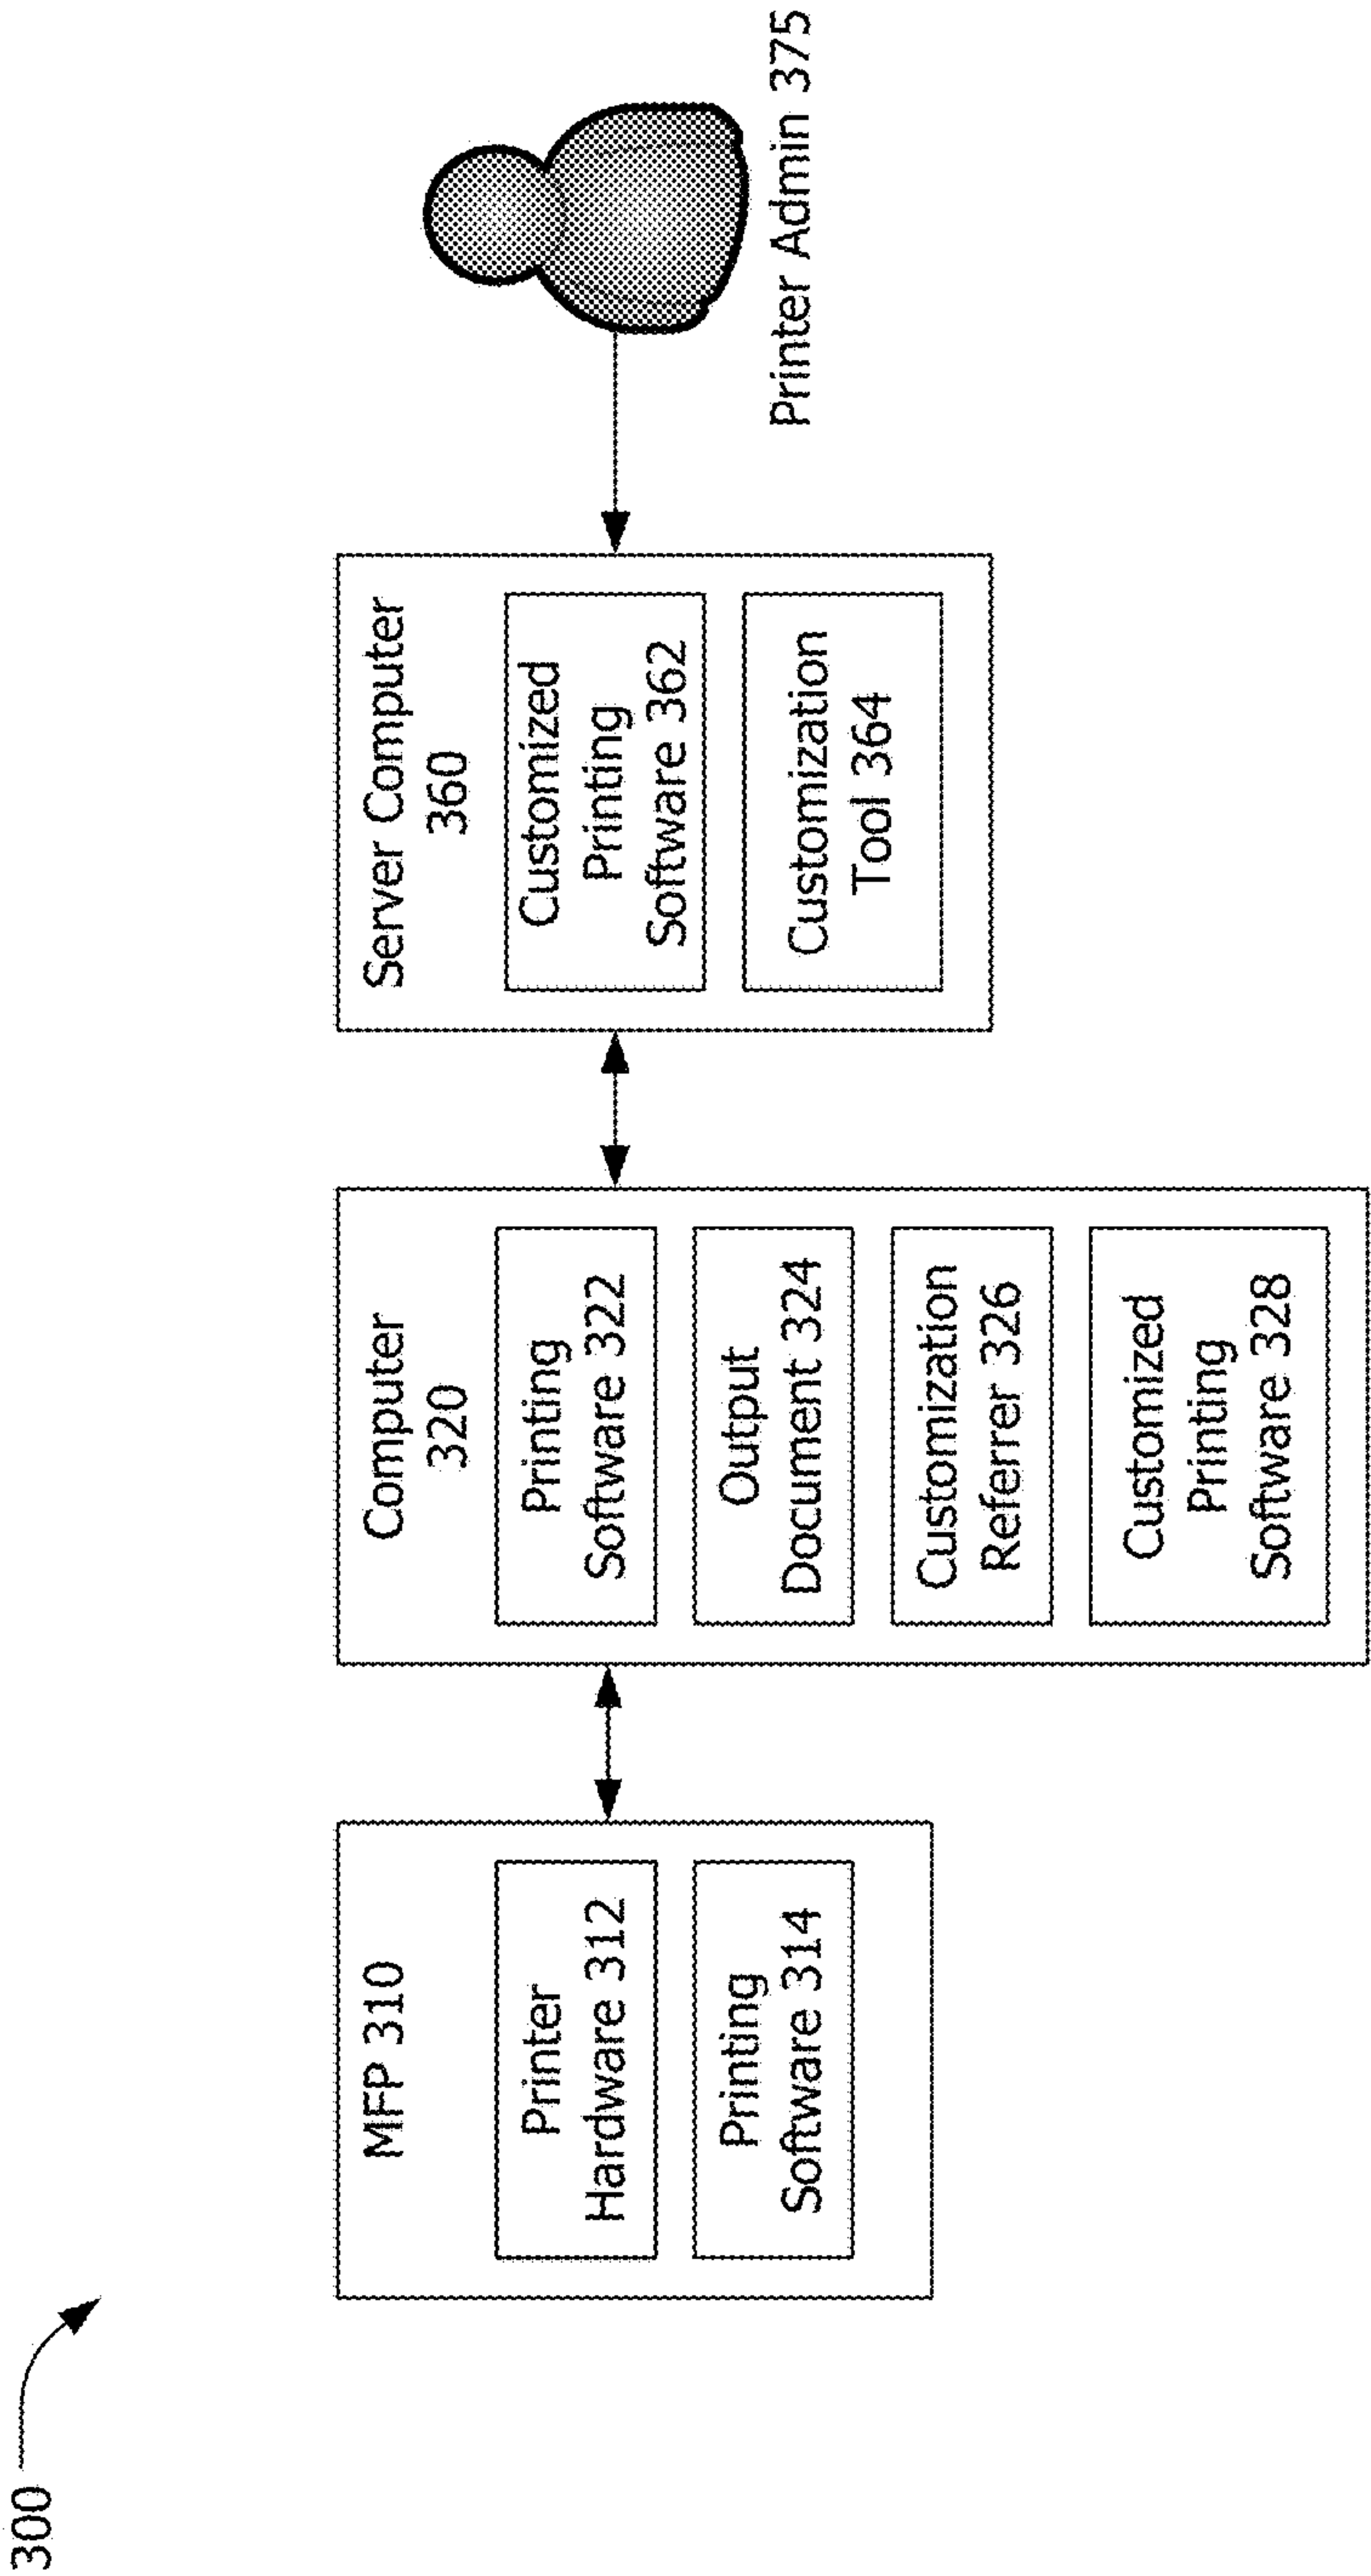 300
MFP 310
Printer
Hardware 312
Printing
Software 314
Computer
320
Printing
Software 322
Output
Document 324
Customization
Referrer 326
Customized
Printing
Software 328
Server Computer
360
Customized
Printing
Software 362
Customization
Tool 364
Printer Admin 375